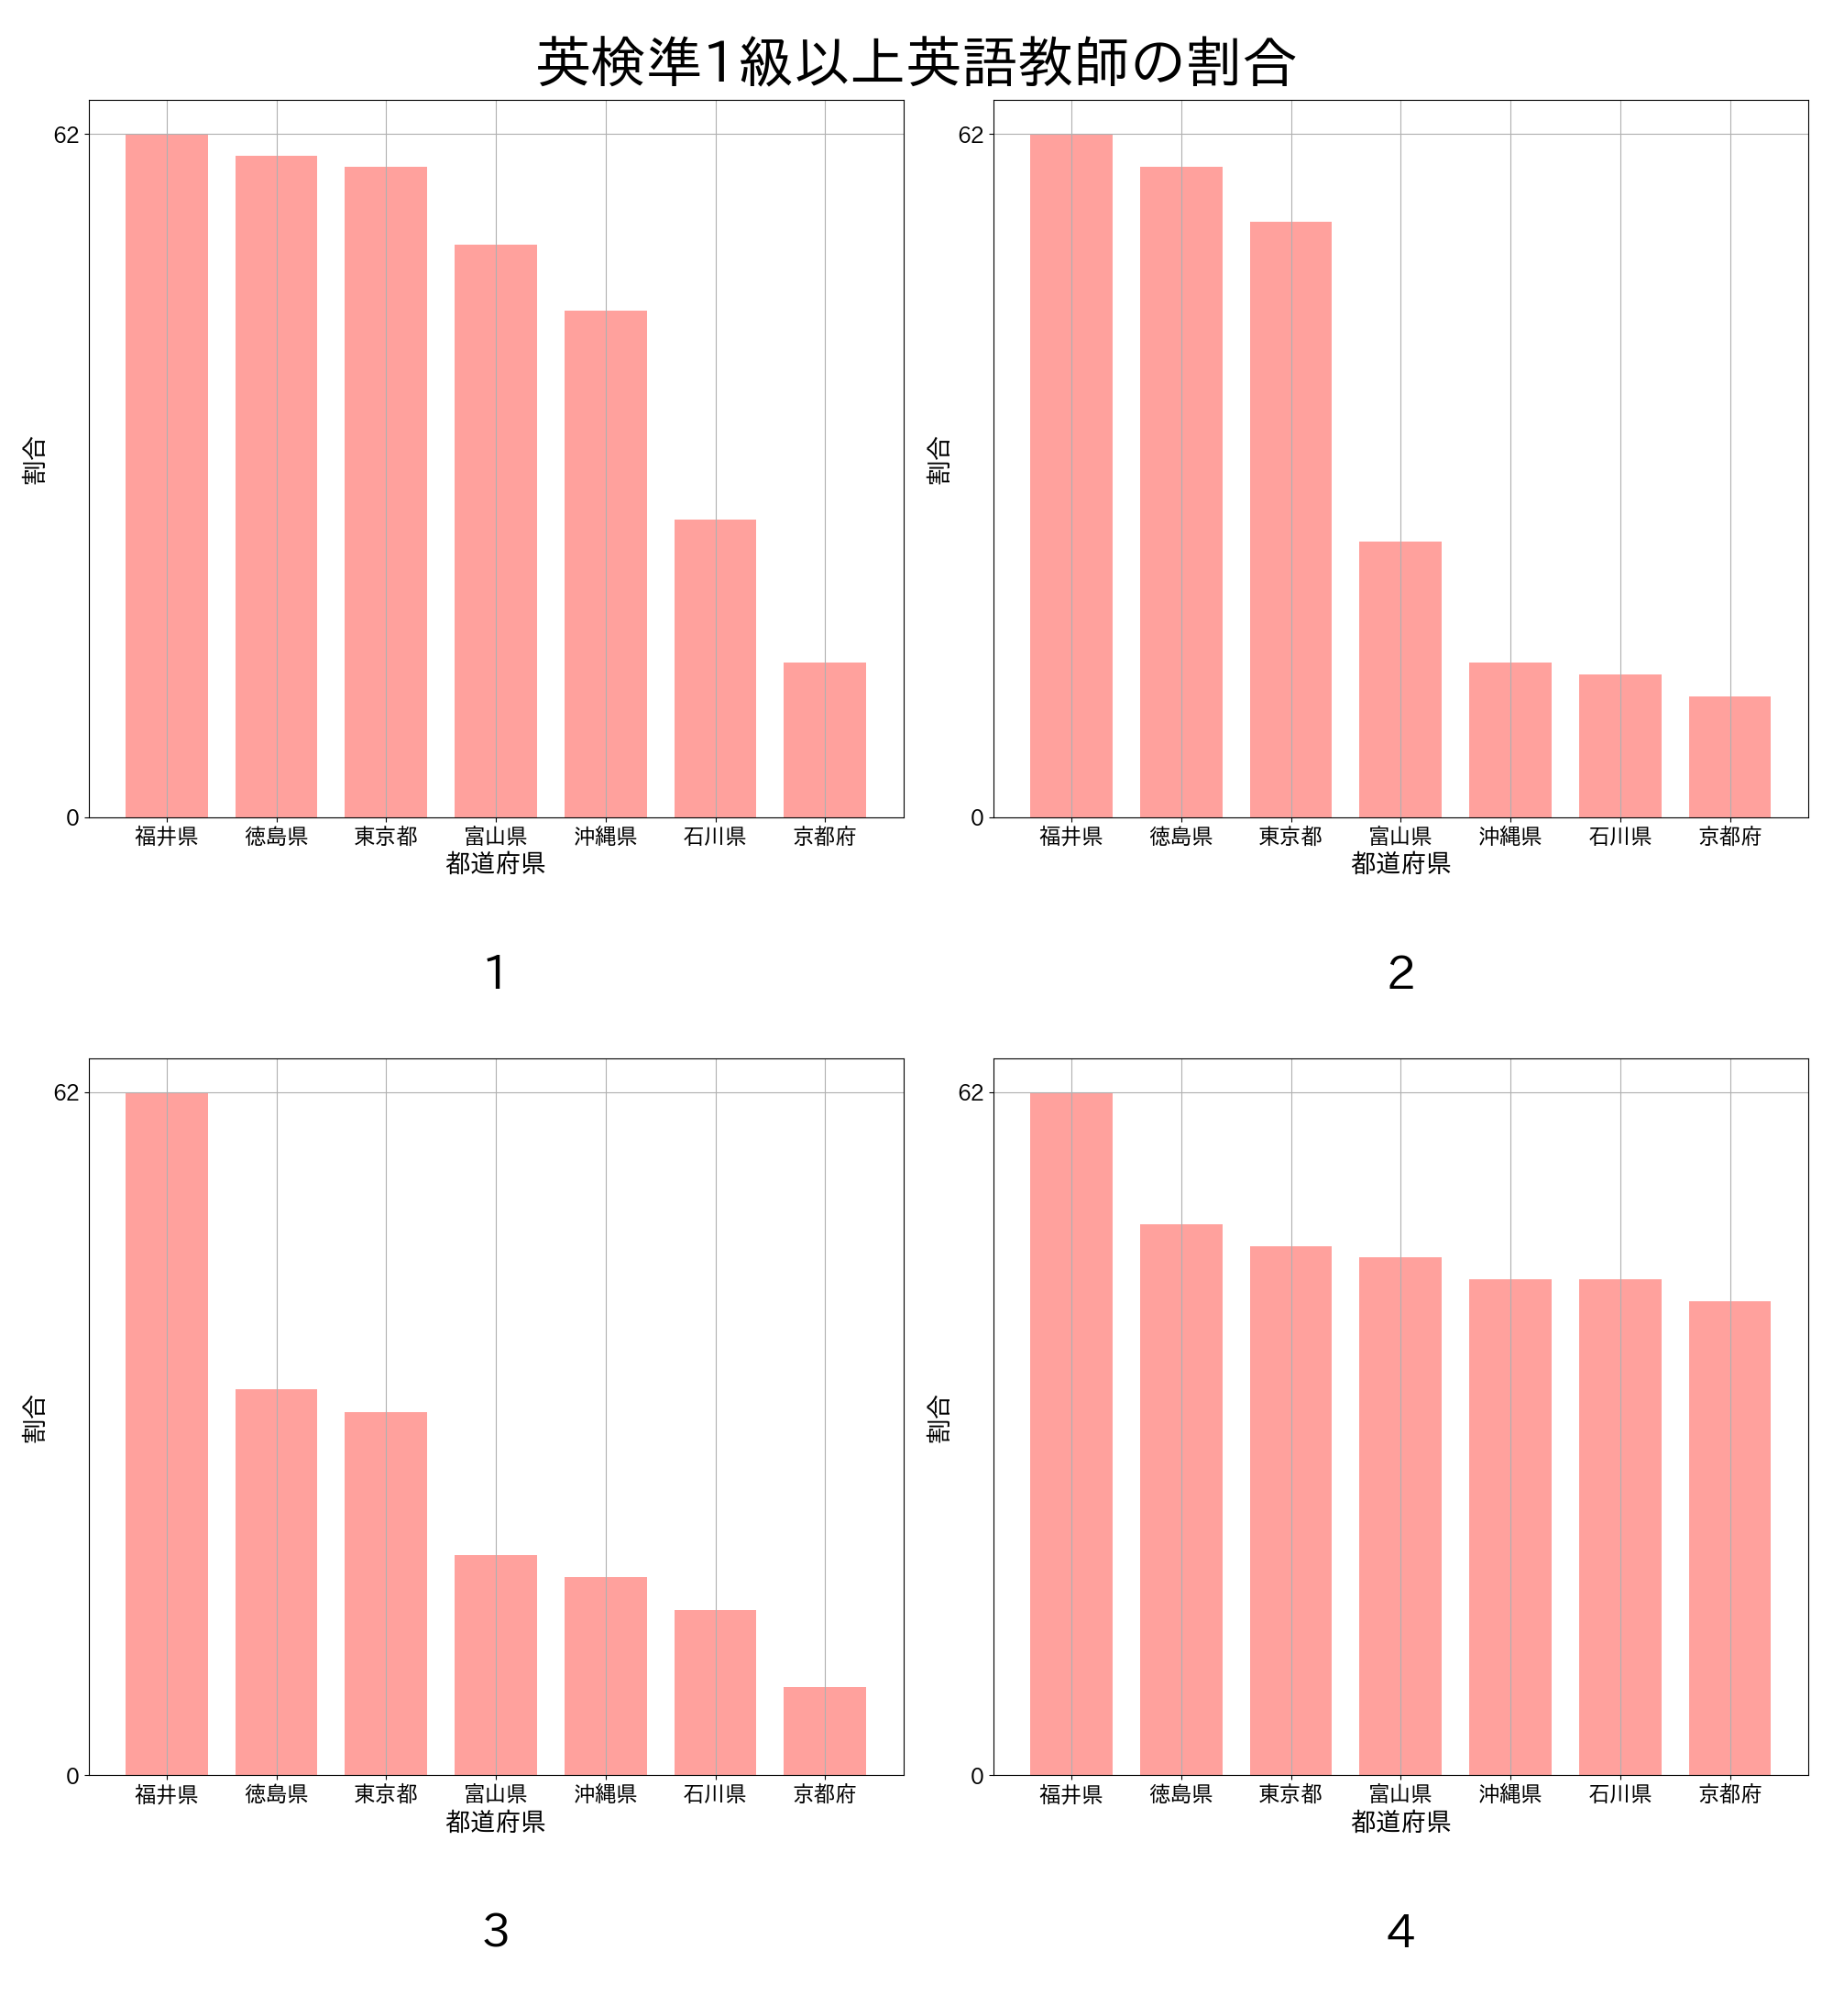 英検準1級以上英語教師の割合
62
割合
0
福井県 徳島県 東京都 富山県 沖縄県 石川県 京都府
都道府県
1
62
割合
0
福井県 徳島県 東京都 富山県 沖縄県 石川県 京都府
都道府県
2
62
割合
0
福井県 徳島県 東京都 富山県 沖縄県 石川県 京都府
都道府県
3
62
割合
0
福井県 徳島県 東京都 富山県 沖縄県 石川県 京都府
都道府県
4